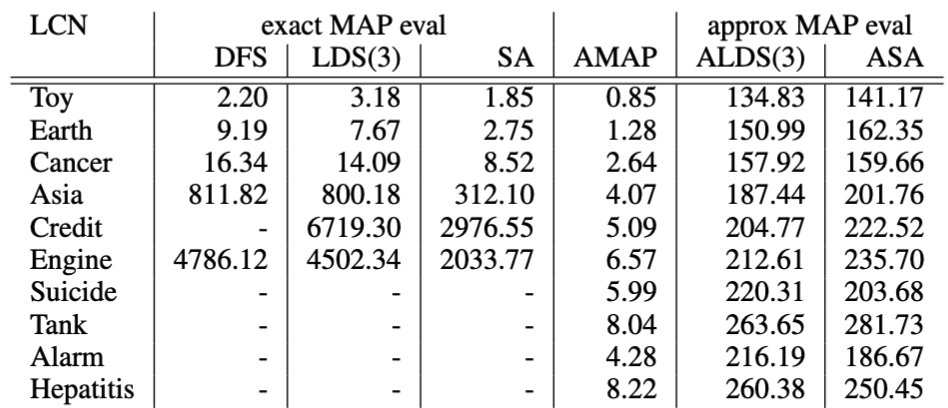 LCN exact MAP eval approx MAP eval
DFS LDS(3) SA AMAP ALDS(3) ASA
Toy 2.20 3.18 1.85 0.85 134.83 141.17
Earth 9.19 7.67 2.75 1.28 150.99 162.35
Cancer 16.34 14.09 8.52 2.64 157.92 159.66
Asia 811.82 800.18 312.10 4.07 187.44 201.76
Credit - 6719.30 2976.55 5.09 204.77 222.52
Engine 4786.12 4502.34 2033.77 6.57 212.61 235.70
Suicide - - - 5.99 220.31 203.68
Tank - - - 8.04 263.65 281.73
Alarm - - - 4.28 216.19 186.67
Hepatitis - - - 8.22 260.38 250.45